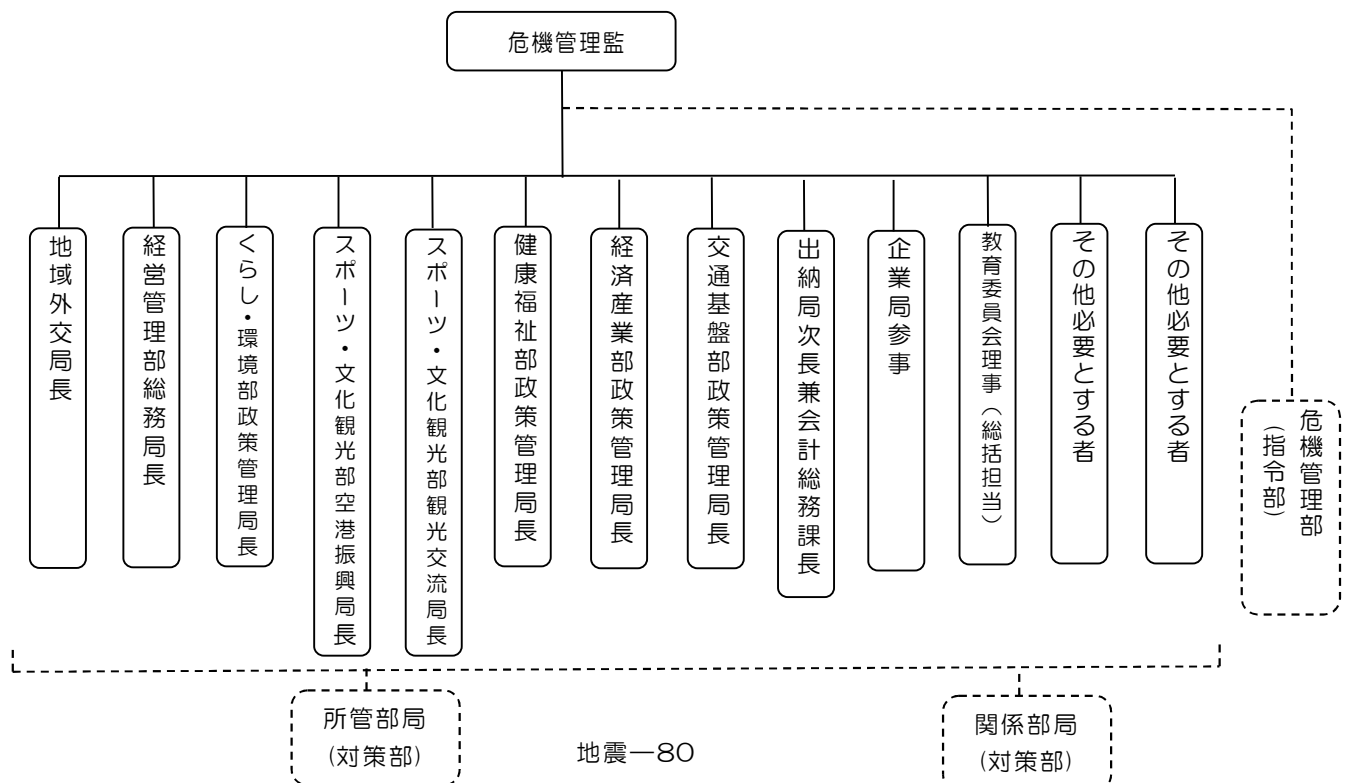 危機管理監
地域外交局長
経営管理部総務局長
くらし・環境部政策管理局長
スポーツ・文化観光部空港振興局長
スポーツ・文化観光部観光交流局長
健康福祉部政策管理局長
経済産業部政策管理局長
交通基盤部政策管理局長
出納局次長兼会計総務課長
企業局参事
教育委員会理事（総括担当）
その他必要とする者
その他必要とする者
危機管理部
（指令部）
所管部局
（対策部）
関係部局
（対策部）
地震―80